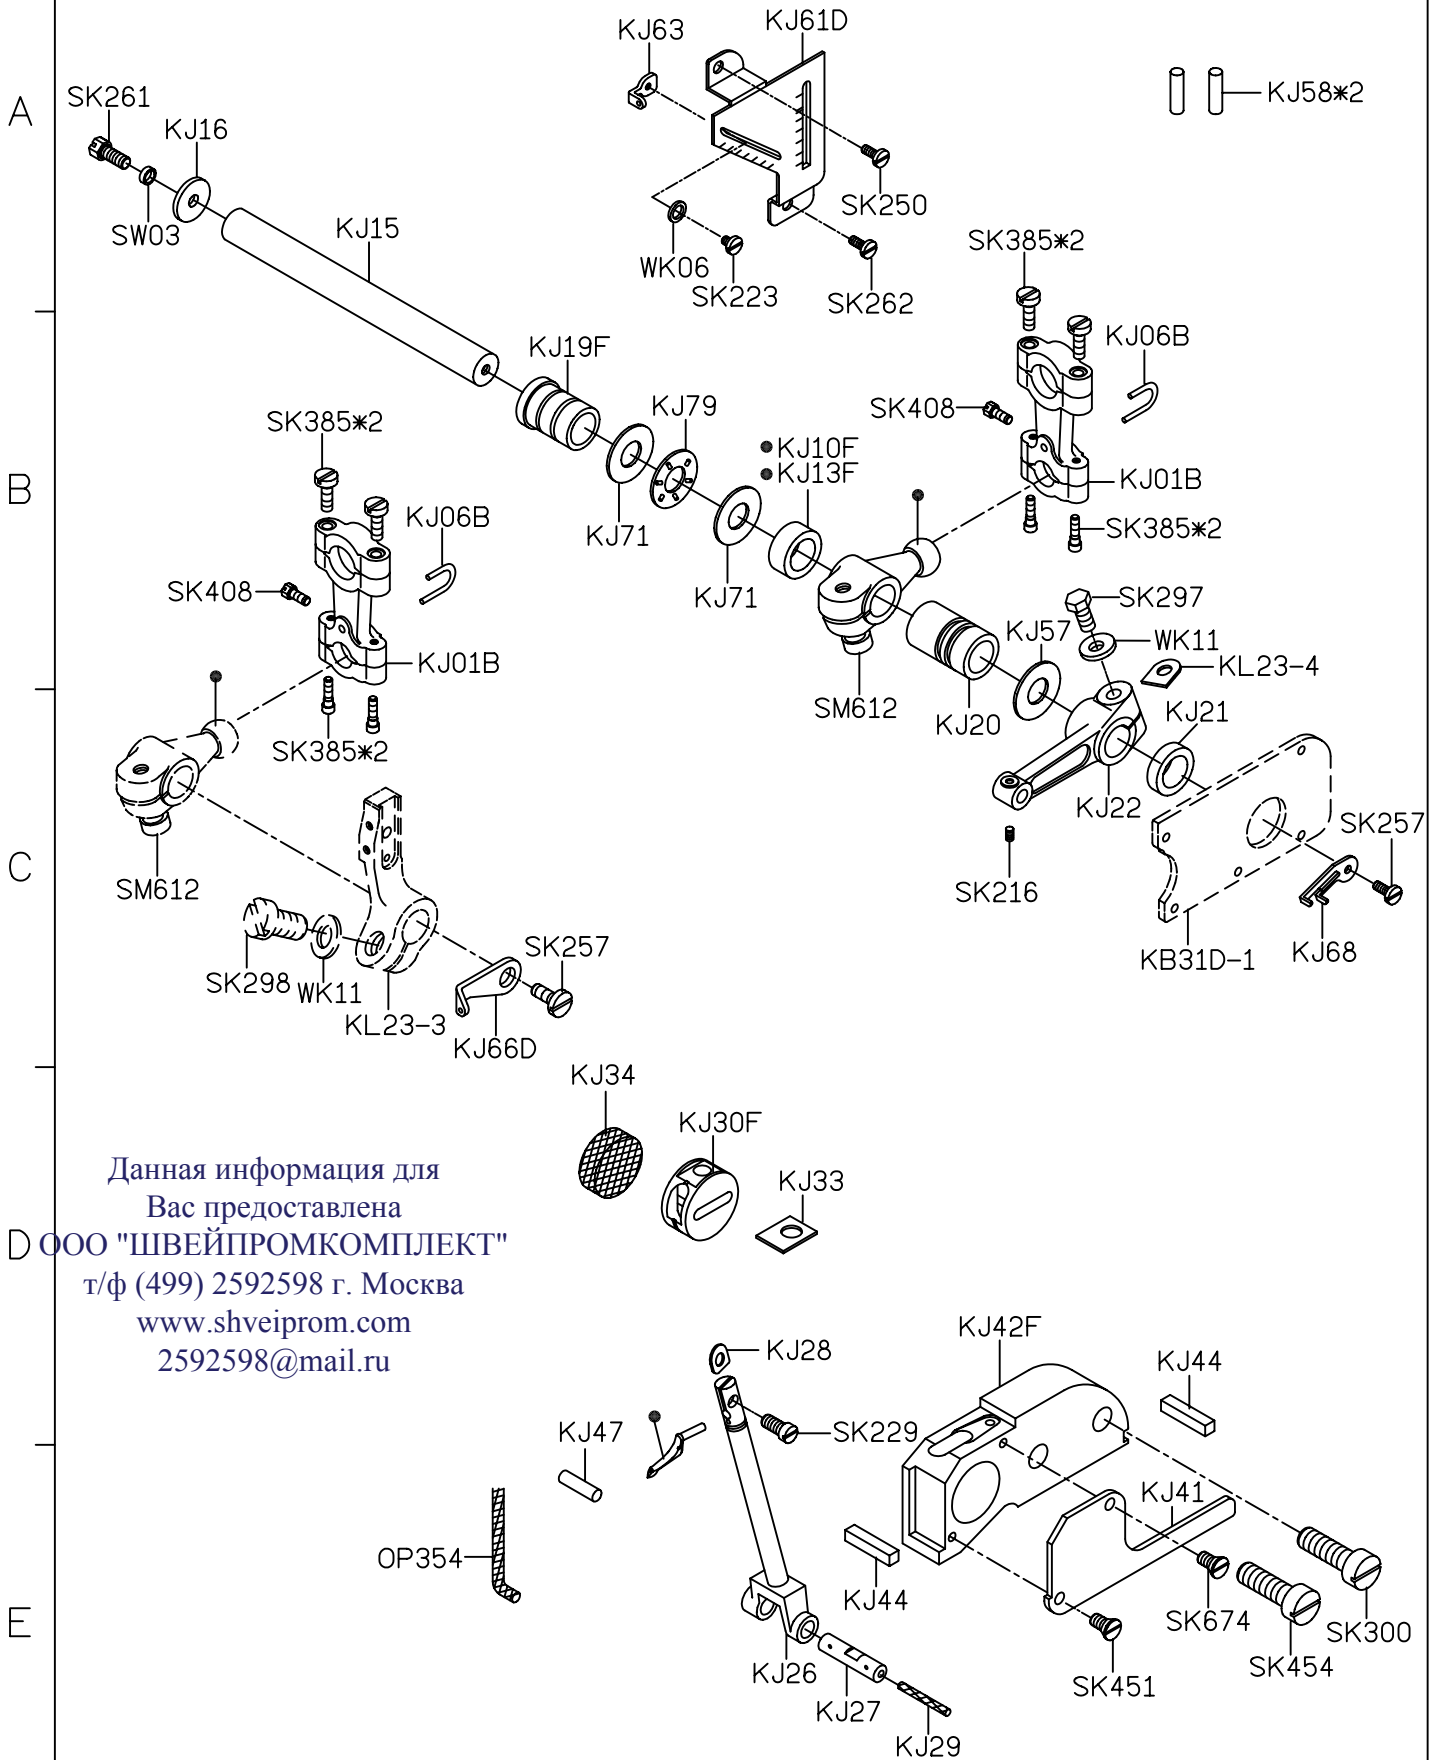 A
KJ63
KJ61D
KJ58*2
SK261
KJ16
SW03
KJ15
SK250
WK06
SK223
SK262
SK385*2
KJ06B
KJ19F
KJ79
SK408
SK385*2
KJ10F
KJ13F
B
KJ01B
KJ06B
KJ71
SK385*2
KJ71
SK408
SK297
KJ57
WK11
KJ01B
KL23-4
SM612
KJ20
KJ21
SK385*2
KJ22
SK257
C
SM612
SK216
SK257
SK298
WK11
KB31D-1
KJ68
KL23-3
KJ66D
KJ34
KJ30F
KJ33
Данная информация для
Вас предоставлена
D
ООО "ШВЕЙПРОМКОМПЛЕКТ"
т/ф (499) 2592598 г. Москва
www.shveiprom.com
2592598@mail.ru
KJ42F
KJ28
KJ44
KJ47
SK229
KJ41
OP354
KJ44
E
SK674
SK300
KJ26
SK454
SK451
KJ27
KJ29